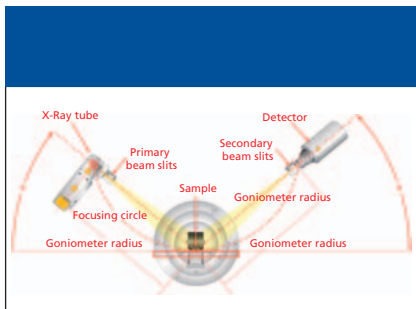 X-Ray tube
Detector
Primary
beam slits
Secondary
beam slits
Sample
Goniometer radius
Focusing circle
Goniometer radius
Goniometer radius